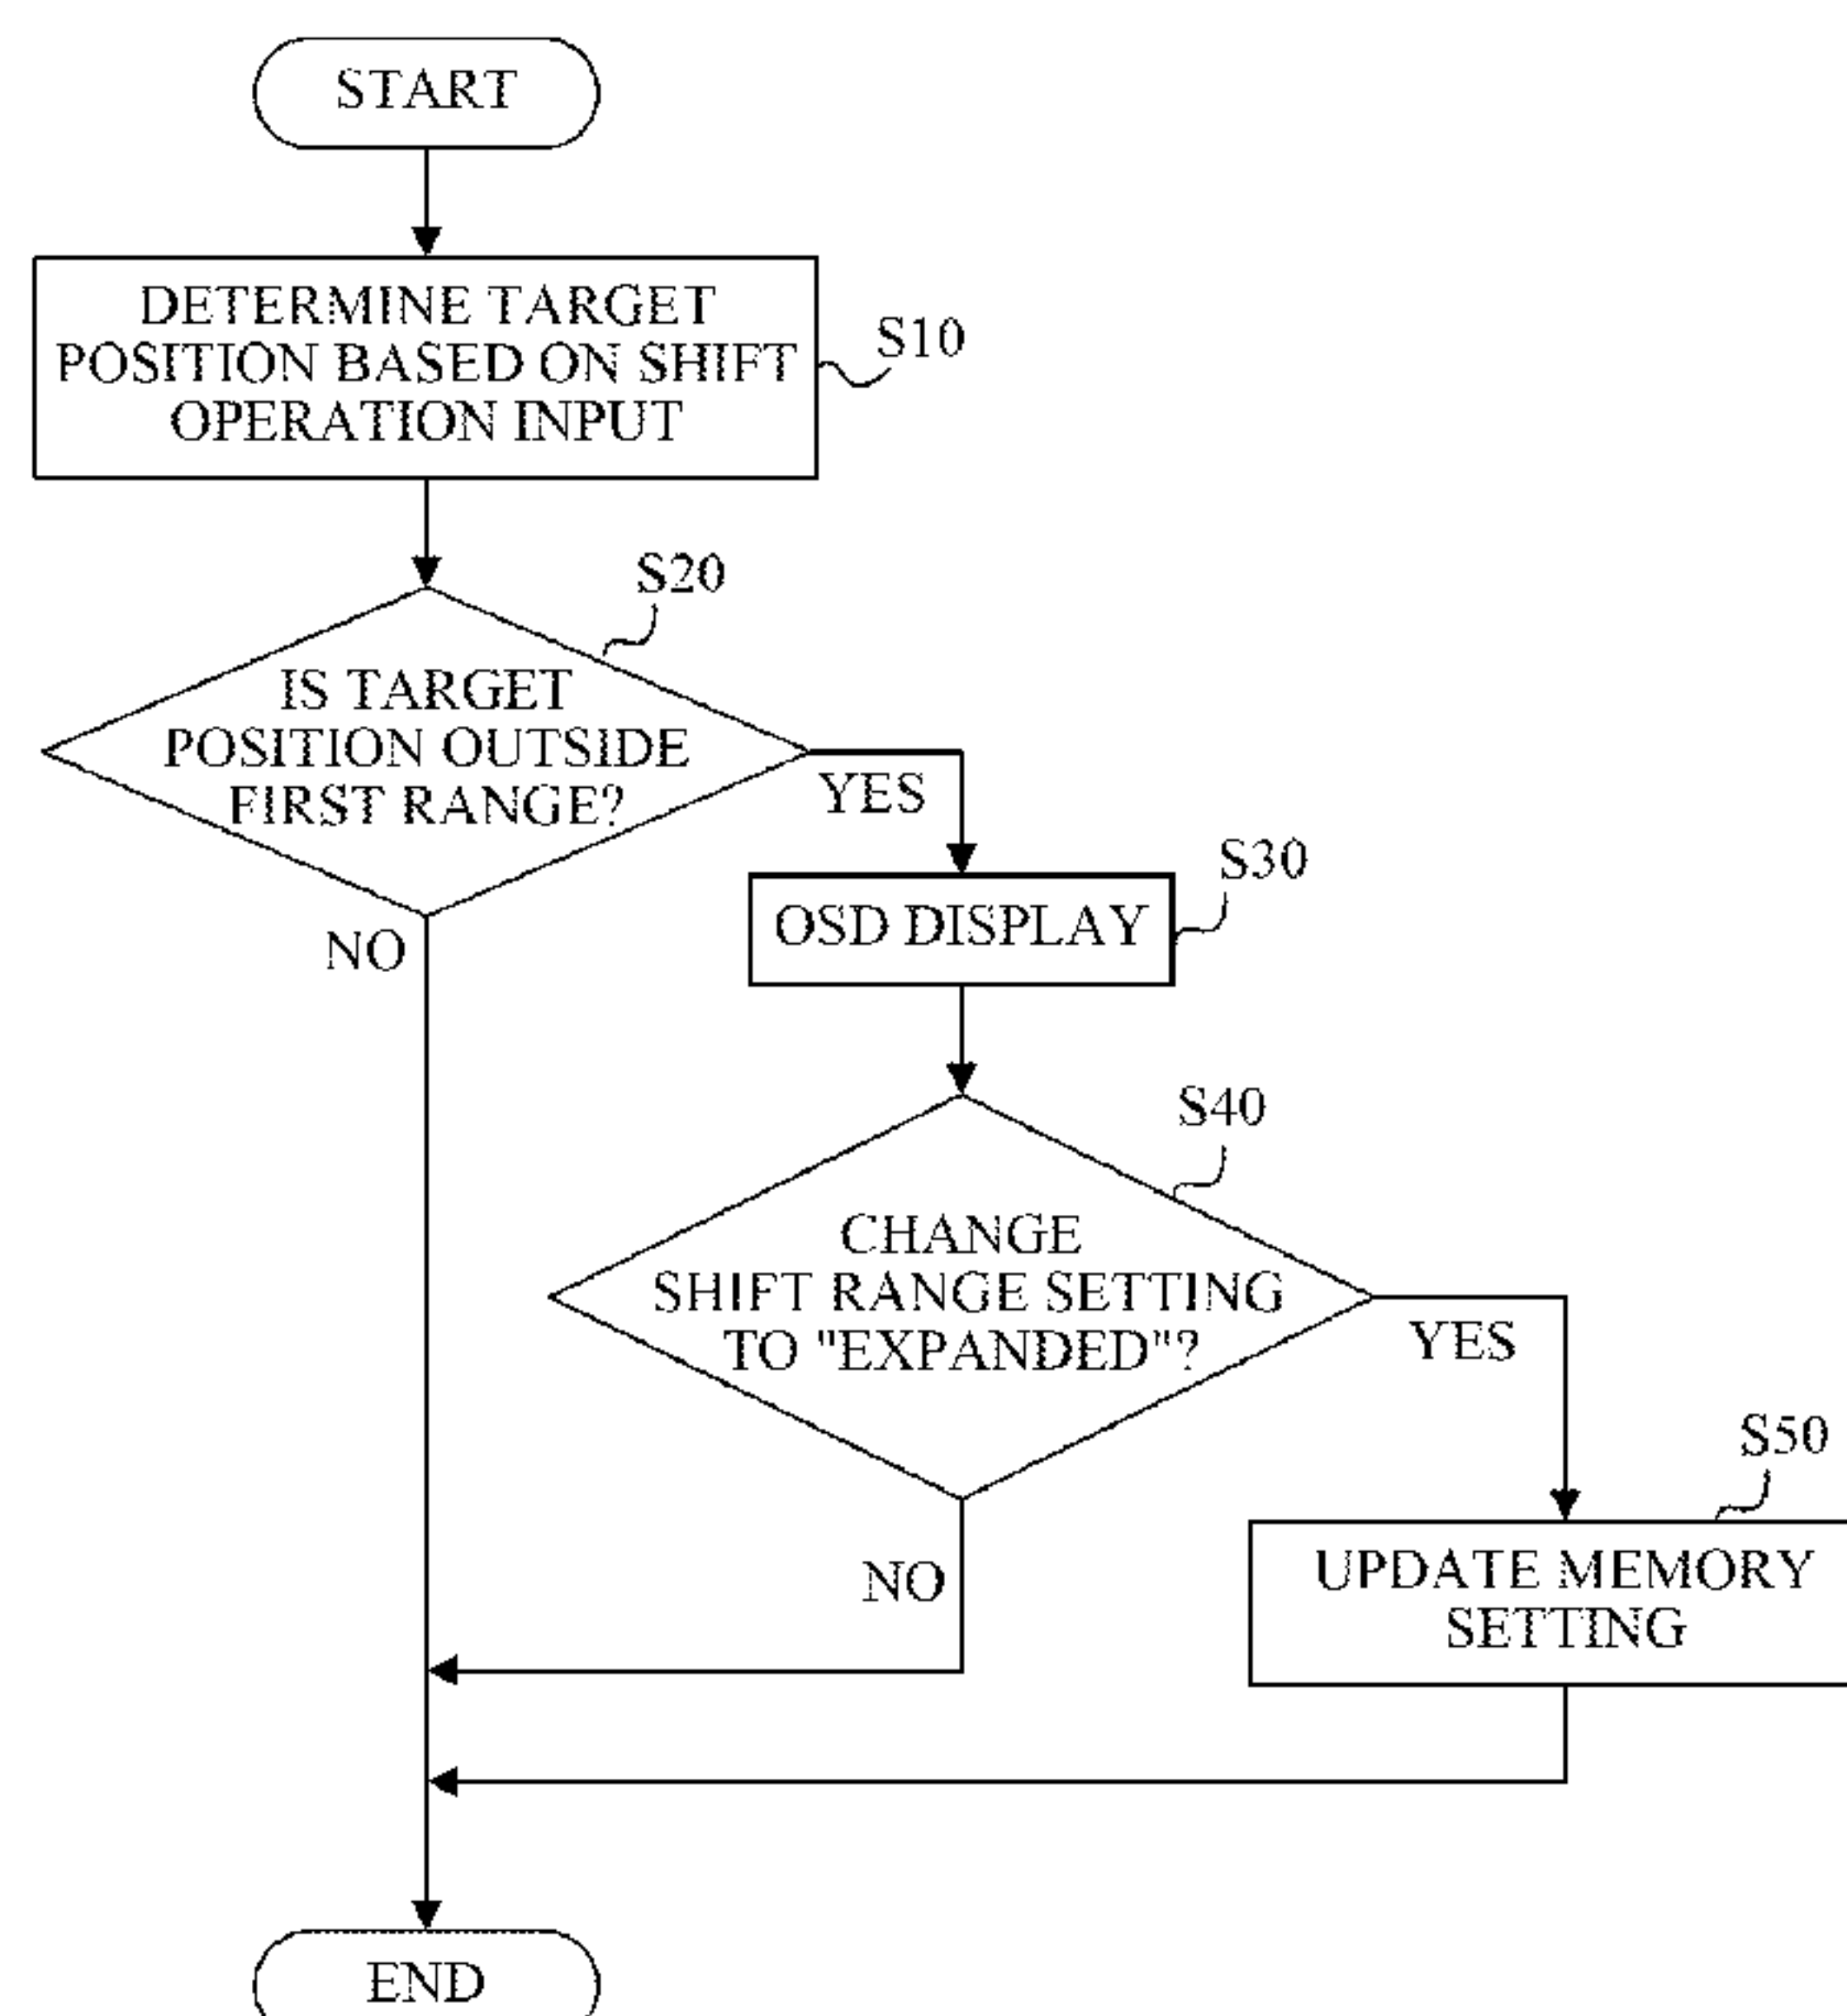 START
DETERMINE TARGET
POSITION BASED ON SHIFT
OPERATION INPUT
S10
S20
IS TARGET
POSITION OUTSIDE
FIRST RANGE?
YES
NO
S30
OSD DISPLAY
S40
CHANGE
SHIFT RANGE SETTING
TO "EXPANDED"?
YES
NO
S50
UPDATE MEMORY
SETTING
END